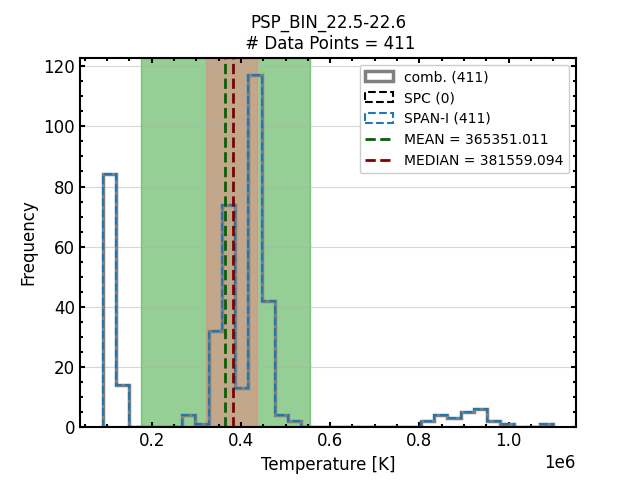 PSP_BIN_22.5-22.6
# Data Points = 411
120
100
80
60
40
20
0
Frequency
comb. (411)
SPC (0)
SPAN-I (411)
MEAN = 365351.011
MEDIAN = 381559.094
0.2 0.4 0.6 0.8 1.0
1e6
Temperature [K]